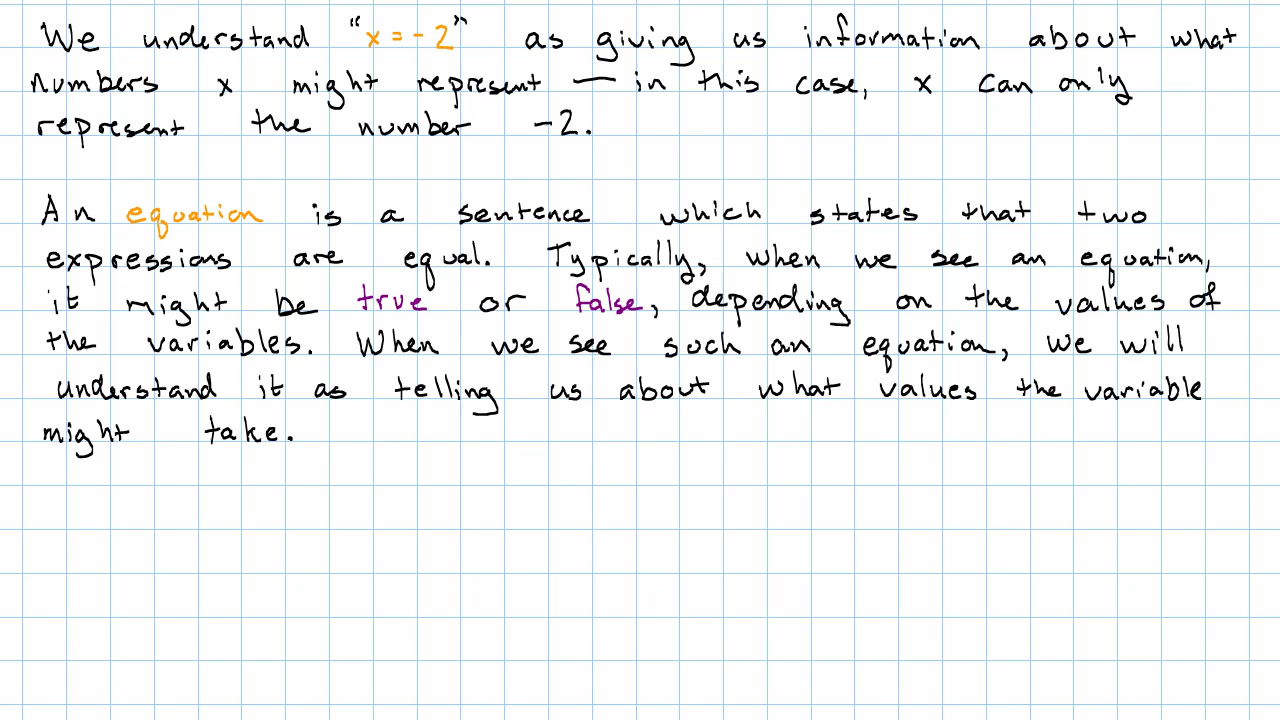 We understand "x = -2" as giving us information about what
numbers x might represent — in this case, x can only
represent the number -2.
An equation is a sentence which states that two
expressions are equal. Typically, when we see an equation,
it might be true or false, depending on the values of
the variables. When we see such an equation, we will
understand it as telling us about what values the variable
might take.